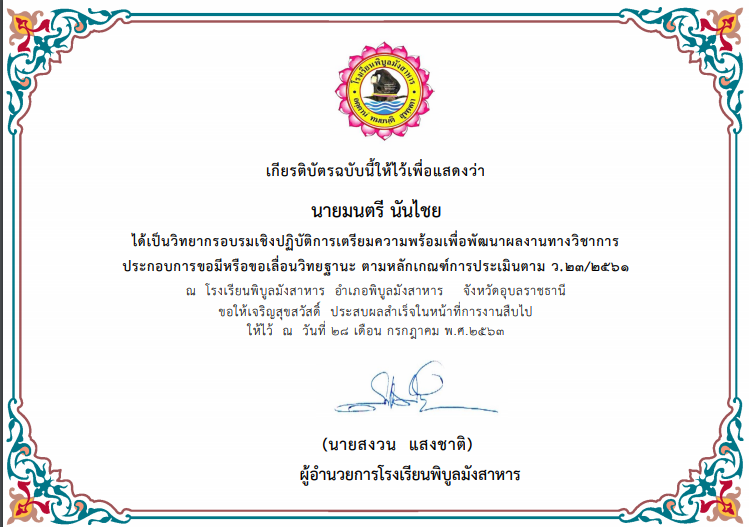 โรงเรียนพิบูลมังสาหาร
อตฺตานํ ทมยนฺติ สุพฺพตา
เกียรติบัตรฉบับนี้ให้ไว้เพื่อแสดงว่า
นายมนตรี นันไชย
ได้เป็นวิทยากรอบรมเชิงปฏิบัติการเตรียมความพร้อมเพื่อพัฒนาผลงานทางวิชาการ
ประกอบการขอมีหรือขอเลื่อนวิทยฐานะ ตามหลักเกณฑ์การประเมินตาม ว.๒๓/๒๕๖๑
ณ โรงเรียนพิบูลมังสาหาร อำเภอพิบูลมังสาหาร จังหวัดอุบลราชธานี
ขอให้เจริญสุขสวัสดิ์ ประสบผลสำเร็จในหน้าที่การงานสืบไป
ให้ไว้ ณ วันที่ ๒๘ เดือน กรกฎาคม พ.ศ.๒๕๖๓
(นายสงวน แสงชาติ)
ผู้อำนวยการโรงเรียนพิบูลมังสาหาร